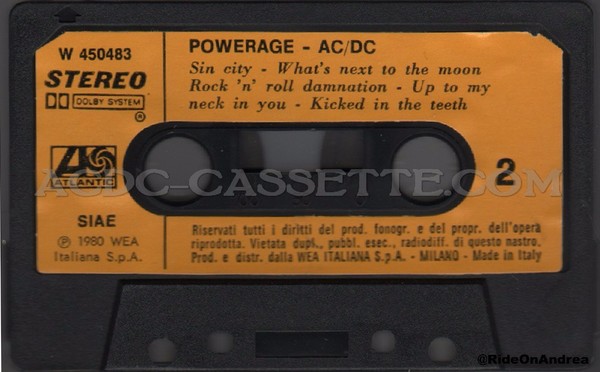 W 450483
STEREO
DOLBY SYSTEM
®
ATLANTIC
SIAE
℗ 1980 WEA
Italiana S.p.A.
POWERAGE - AC/DC
Sin city - What's next to the moon
Rock 'n' roll damnation - Up to my
neck in you - Kicked in the teeth
ACDC-CASSETTE.COM
2
Riservati tutti i diritti del prod. fonogr. e del propr. dell'opera
riprodotta. Vietata dupl., pubbl. esec., radiodiff. di questo nastro.
Prod. e distr. dalla WEA ITALIANA S.p.A. - MILANO - Made in Italy
@RideOnAndrea